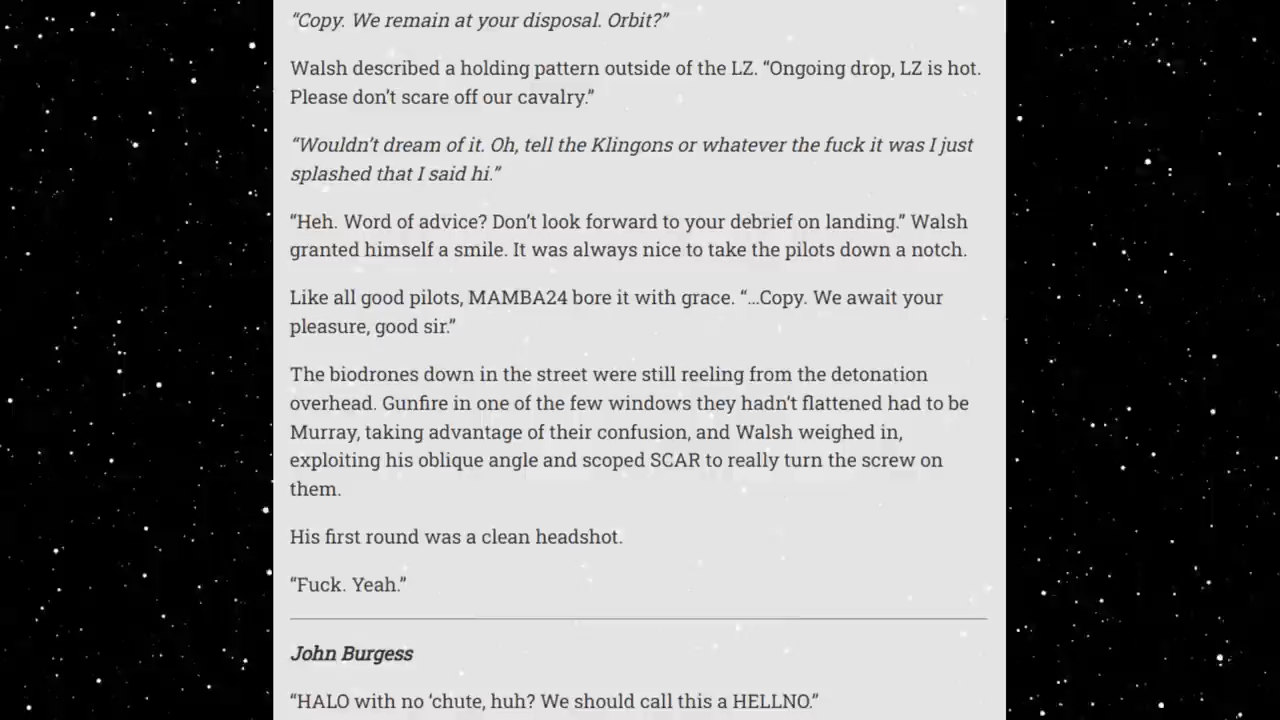 “Copy. We remain at your disposal. Orbit?”
Walsh described a holding pattern outside of the LZ. “Ongoing drop, LZ is hot.
Please don’t scare off our cavalry.”
“Wouldn’t dream of it. Oh, tell the Klingons or whatever the fuck it was I just
splashed that I said hi.”
“Heh. Word of advice? Don’t look forward to your debrief on landing.” Walsh
granted himself a smile. It was always nice to take the pilots down a notch.
Like all good pilots, MAMBA24 bore it with grace. “…Copy. We await your
pleasure, good sir.”
The biodrones down in the street were still reeling from the detonation
overhead. Gunfire in one of the few windows they hadn’t flattened had to be
Murray, taking advantage of their confusion, and Walsh weighed in,
exploiting his oblique angle and scoped SCAR to really turn the screw on
them.
His first round was a clean headshot.
“Fuck. Yeah.”
John Burgess
“HALO with no ‘chute, huh? We should call this a HELLNO.”